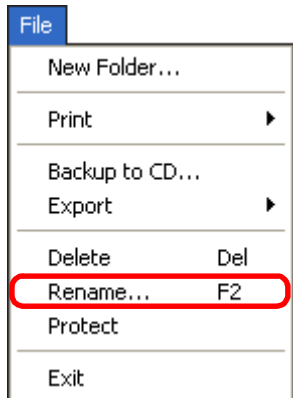 File
New Folder...
Print
Backup to CD...
Export
Delete Del
Rename... F2
Protect
Exit